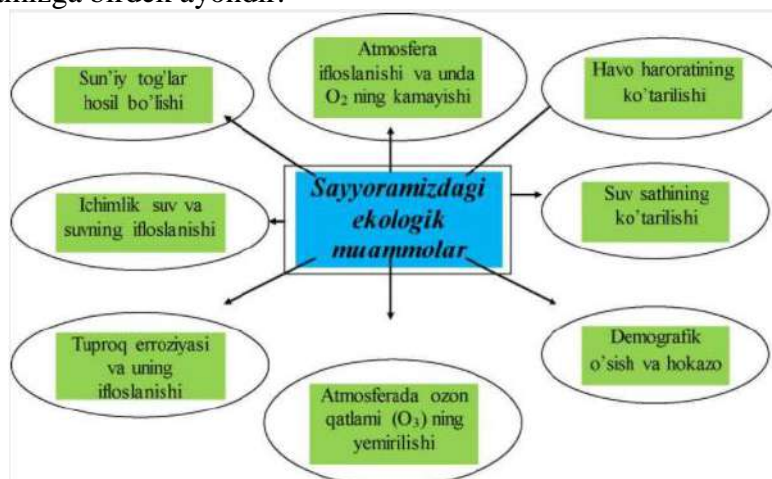 birdek ayondir.
Sun'iy tog'lar
hosil bo'lishi
Atmosfera
ifloslanishi va unda
O₂ ning kamayishi
Havo haroratining
ko'tarilishi
Sayyoramizdagi
ekologik
muammolar
Ichimlik suv va
suvning ifloslanishi
Suv sathining
ko'tarilishi
Tuproq erroziyasi
va uning
ifloslanishi
Atmosferada ozon
qatlami (O₃) ning
yemirilishi
Demografik
o'sish va hokazo